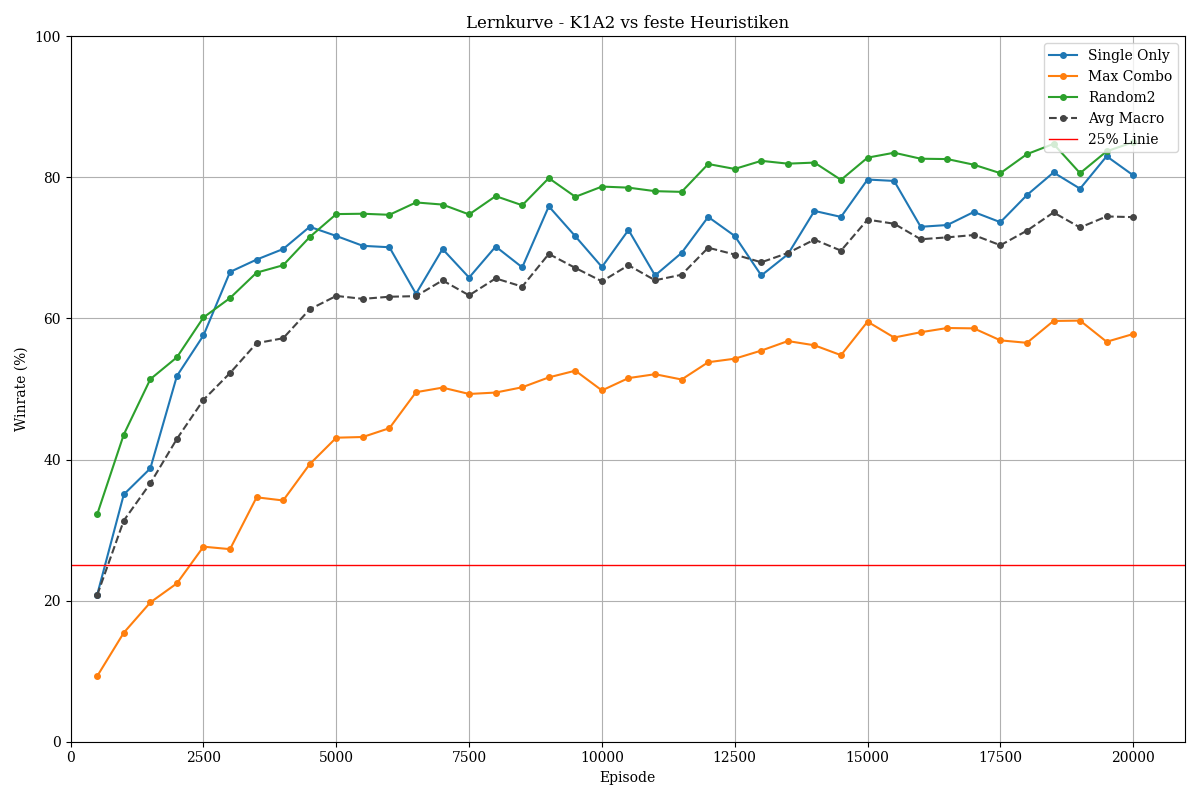 Lernkurve - K1A2 vs feste Heuristiken
100
80
60
40
20
0
Winrate (%)
Single Only
Max Combo
Random2
Avg Macro
25% Linie
0 2500 5000 7500 10000 12500 15000 17500 20000
Episode